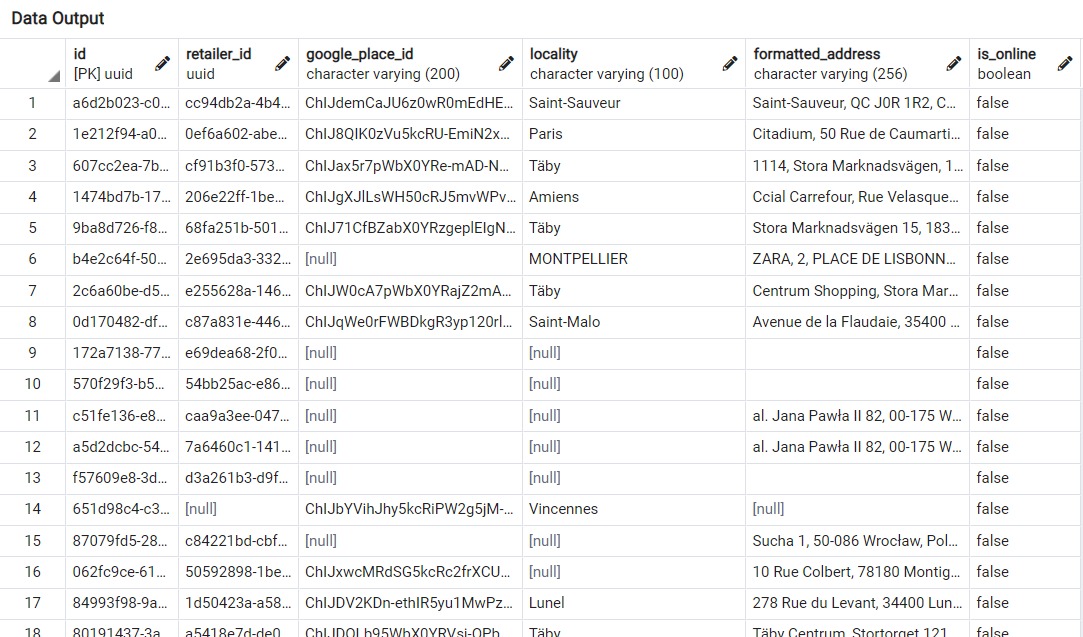 Data Output
id retailer_id google_place_id locality formatted_address is_online
[PK] uuid uuid character varying (200) character varying (100) character varying (256) boolean
1 a6d2b023-c0... cc94db2a-4b4... ChIJdemCaJU6z0wR0mEdHE... Saint-Sauveur Saint-Sauveur, QC J0R 1R2, C... false
2 1e212f94-a0... 0ef6a602-abe... ChIJ8QIK0zVu5kcRU-EmiN2x... Paris Citadium, 50 Rue de Caumarti... false
3 607cc2ea-7b... cf91b3f0-573... ChIJax5r7pWbX0YRe-mAD-N... Täby 1114, Stora Marknadsvägen, 1... false
4 1474bd7b-17... 206e22ff-1be... ChIJgXJlLsWH50cRJ5mvWPv... Amiens Ccial Carrefour, Rue Velasque... false
5 9ba8d726-f8... 68fa251b-501... ChIJ71CfBZabX0YRzgeplEIgN... Täby Stora Marknadsvägen 15, 183... false
6 b4e2c64f-50... 2e695da3-332... [null] MONTPELLIER ZARA, 2, PLACE DE LISBONN... false
7 2c6a60be-d5... e255628a-146... ChIJW0cA7pWbX0YRajZ2mA... Täby Centrum Shopping, Stora Mar... false
8 0d170482-df... c87a831e-446... ChIJqWe0rFWBDkgR3yp120rl... Saint-Malo Avenue de la Flaudaie, 35400 ... false
9 172a7138-77... e69dea68-2f0... [null] [null] false
10 570f29f3-b5... 54bb25ac-e86... [null] [null] false
11 c51fe136-e8... caa9a3ee-047... [null] [null] al. Jana Pawła II 82, 00-175 W... false
12 a5d2dcbc-54... 7a6460c1-141... [null] [null] al. Jana Pawła II 82, 00-175 W... false
13 f57609e8-3d... d3a261b3-d9f... [null] [null] false
14 651d98c4-c3... [null] ChIJbYVihJhy5kcRiPW2g5jM-... Vincennes [null] false
15 87079fd5-28... c84221bd-cbf... [null] [null] Sucha 1, 50-086 Wrocław, Pol... false
16 062fc9ce-61... 50592898-1be... ChIJxwcMRdSG5kcRc2frXCU... [null] 10 Rue Colbert, 78180 Montig... false
17 84993f98-9a... 1d50423a-a58... ChIJDV2KDn-ethIR5yu1MwPz... Lunel 278 Rue du Levant, 34400 Lun... false
18 80191437-3a... a5418e7d-de0... Täby Täby Centrum, Stortorget 121... false